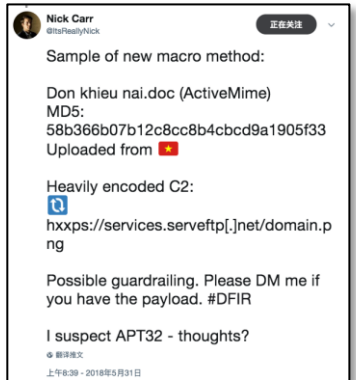 Nick Carr
@ItsReallyNick
正在关注
Sample of new macro method:
Don khieu nai.doc (ActiveMime)
MD5:
58b366b07b12c8cc8b4cbcd9a1905f33
Uploaded from 🇻🇳
Heavily encoded C2:
🔃
hxxps://services.serveftp[.]net/domain.p
ng
Possible guardrailing. Please DM me if
you have the payload. #DFIR
I suspect APT32 - thoughts?
翻译推文
上午8:39 - 2018年5月31日